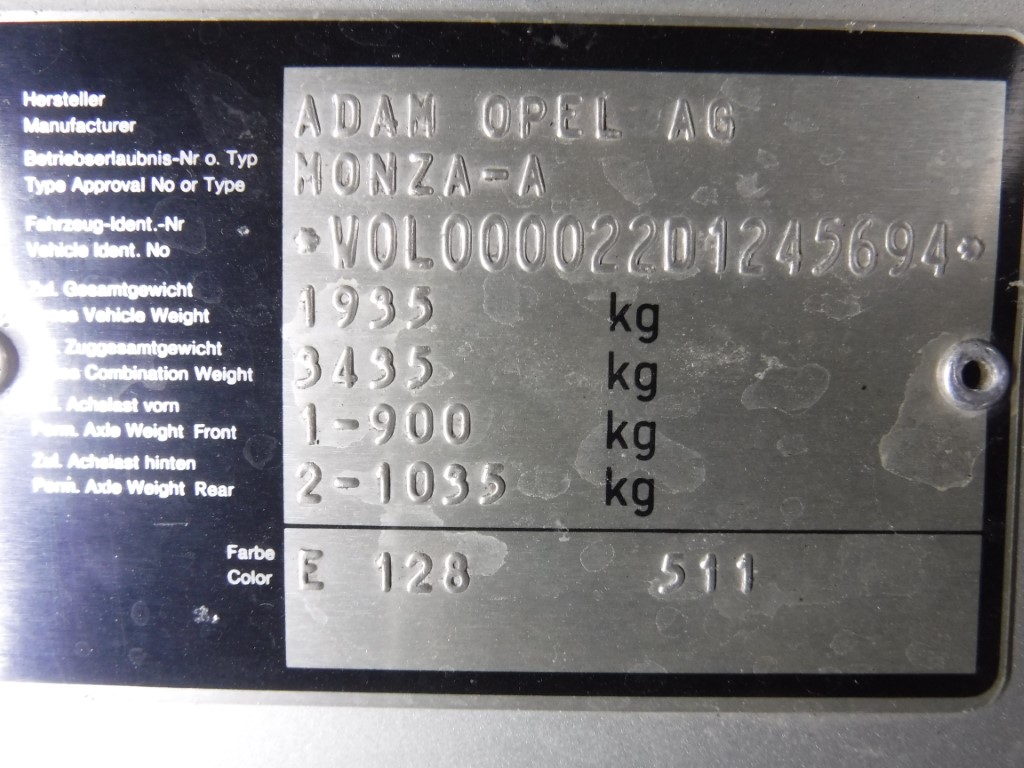 Hersteller
Manufacturer ADAM OPEL AG
Betriebserlaubnis-Nr o. Typ
Type Approval No or Type MONZA-A
Fahrzeug-Ident.-Nr
Vehicle Ident. No *WOL000022D1245694*
Zul. Gesamtgewicht
Vehicle Weight 1935 kg
Zuggesamtgewicht
Combination Weight 3435 kg
Achslast vorn
Perm. Axle Weight Front 1-900 kg
Zul. Achslast hinten
Perm. Axle Weight Rear 2-1035 kg
Farbe
Color E 128 511